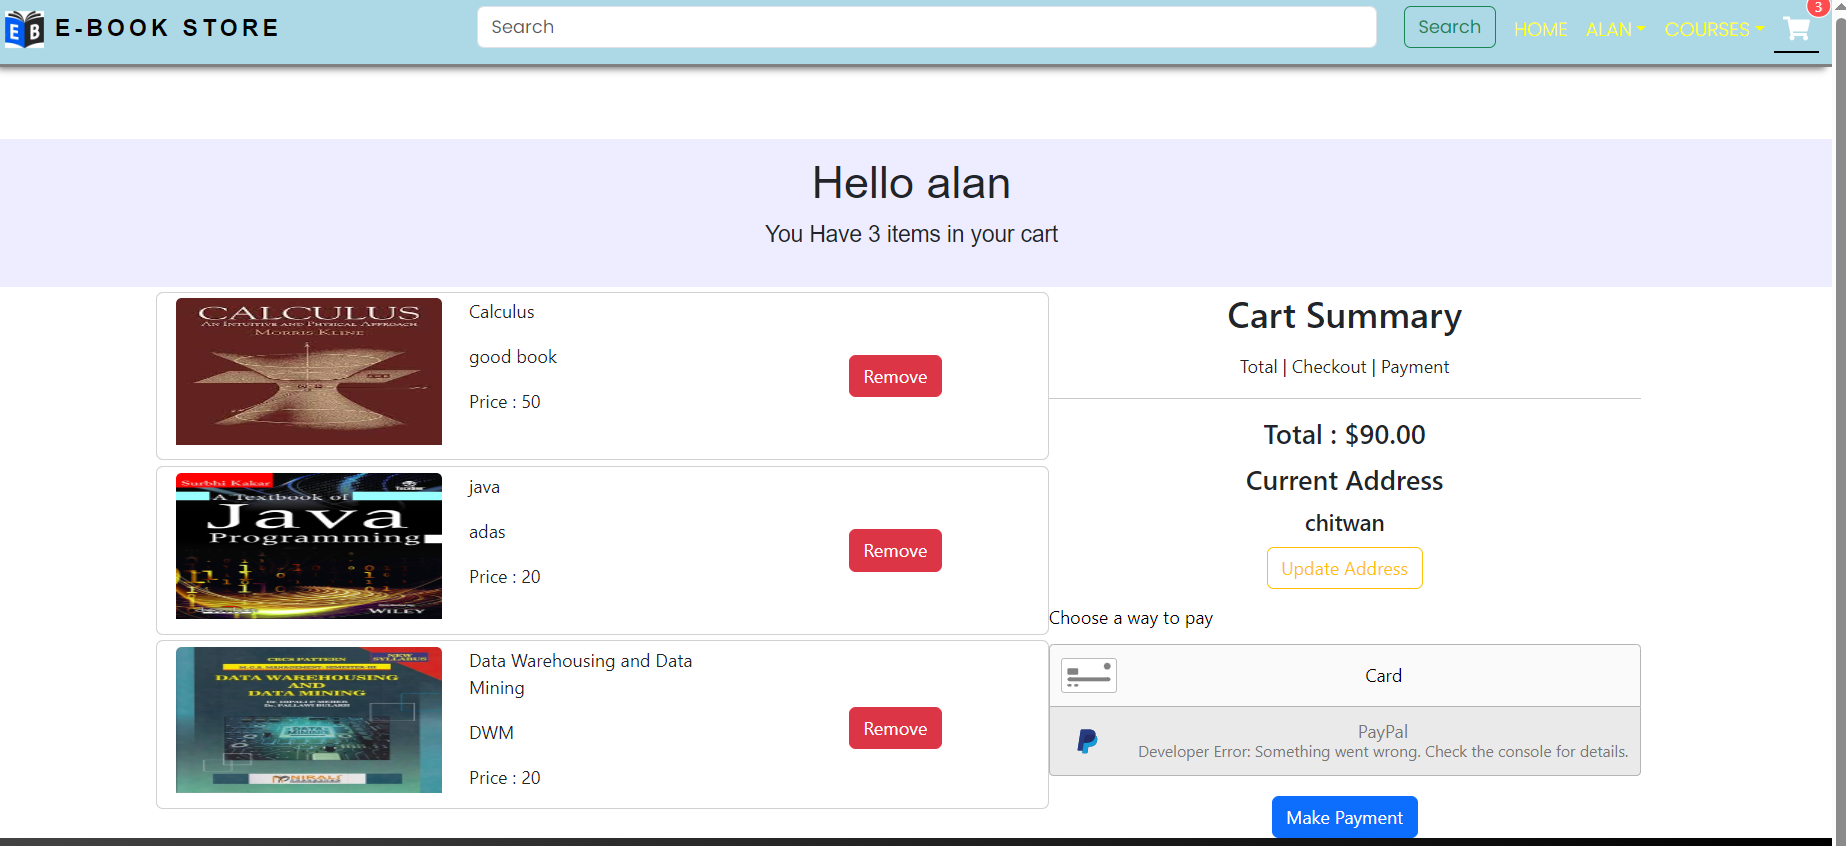 EB E-BOOK STORE
Search
Search
HOME
ALAN
COURSES
3
Hello alan
You Have 3 items in your cart
CALCULUS
AN INTUITIVE AND PHYSICAL APPROACH
MORRIS KLINE
Calculus
good book
Price : 50
Remove
Surbhi Kakar
A Textbook of
Java
Programming
WILEY
java
adas
Price : 20
Remove
CBCS PATTERN
NEW SYLLABUS
DATA WAREHOUSING
AND
DATA MINING
NIRALI
Data Warehousing and Data
Mining
DWM
Price : 20
Remove
Cart Summary
Total | Checkout | Payment
Total : $90.00
Current Address
chitwan
Update Address
Choose a way to pay
Card
PayPal
Developer Error: Something went wrong. Check the console for details.
Make Payment